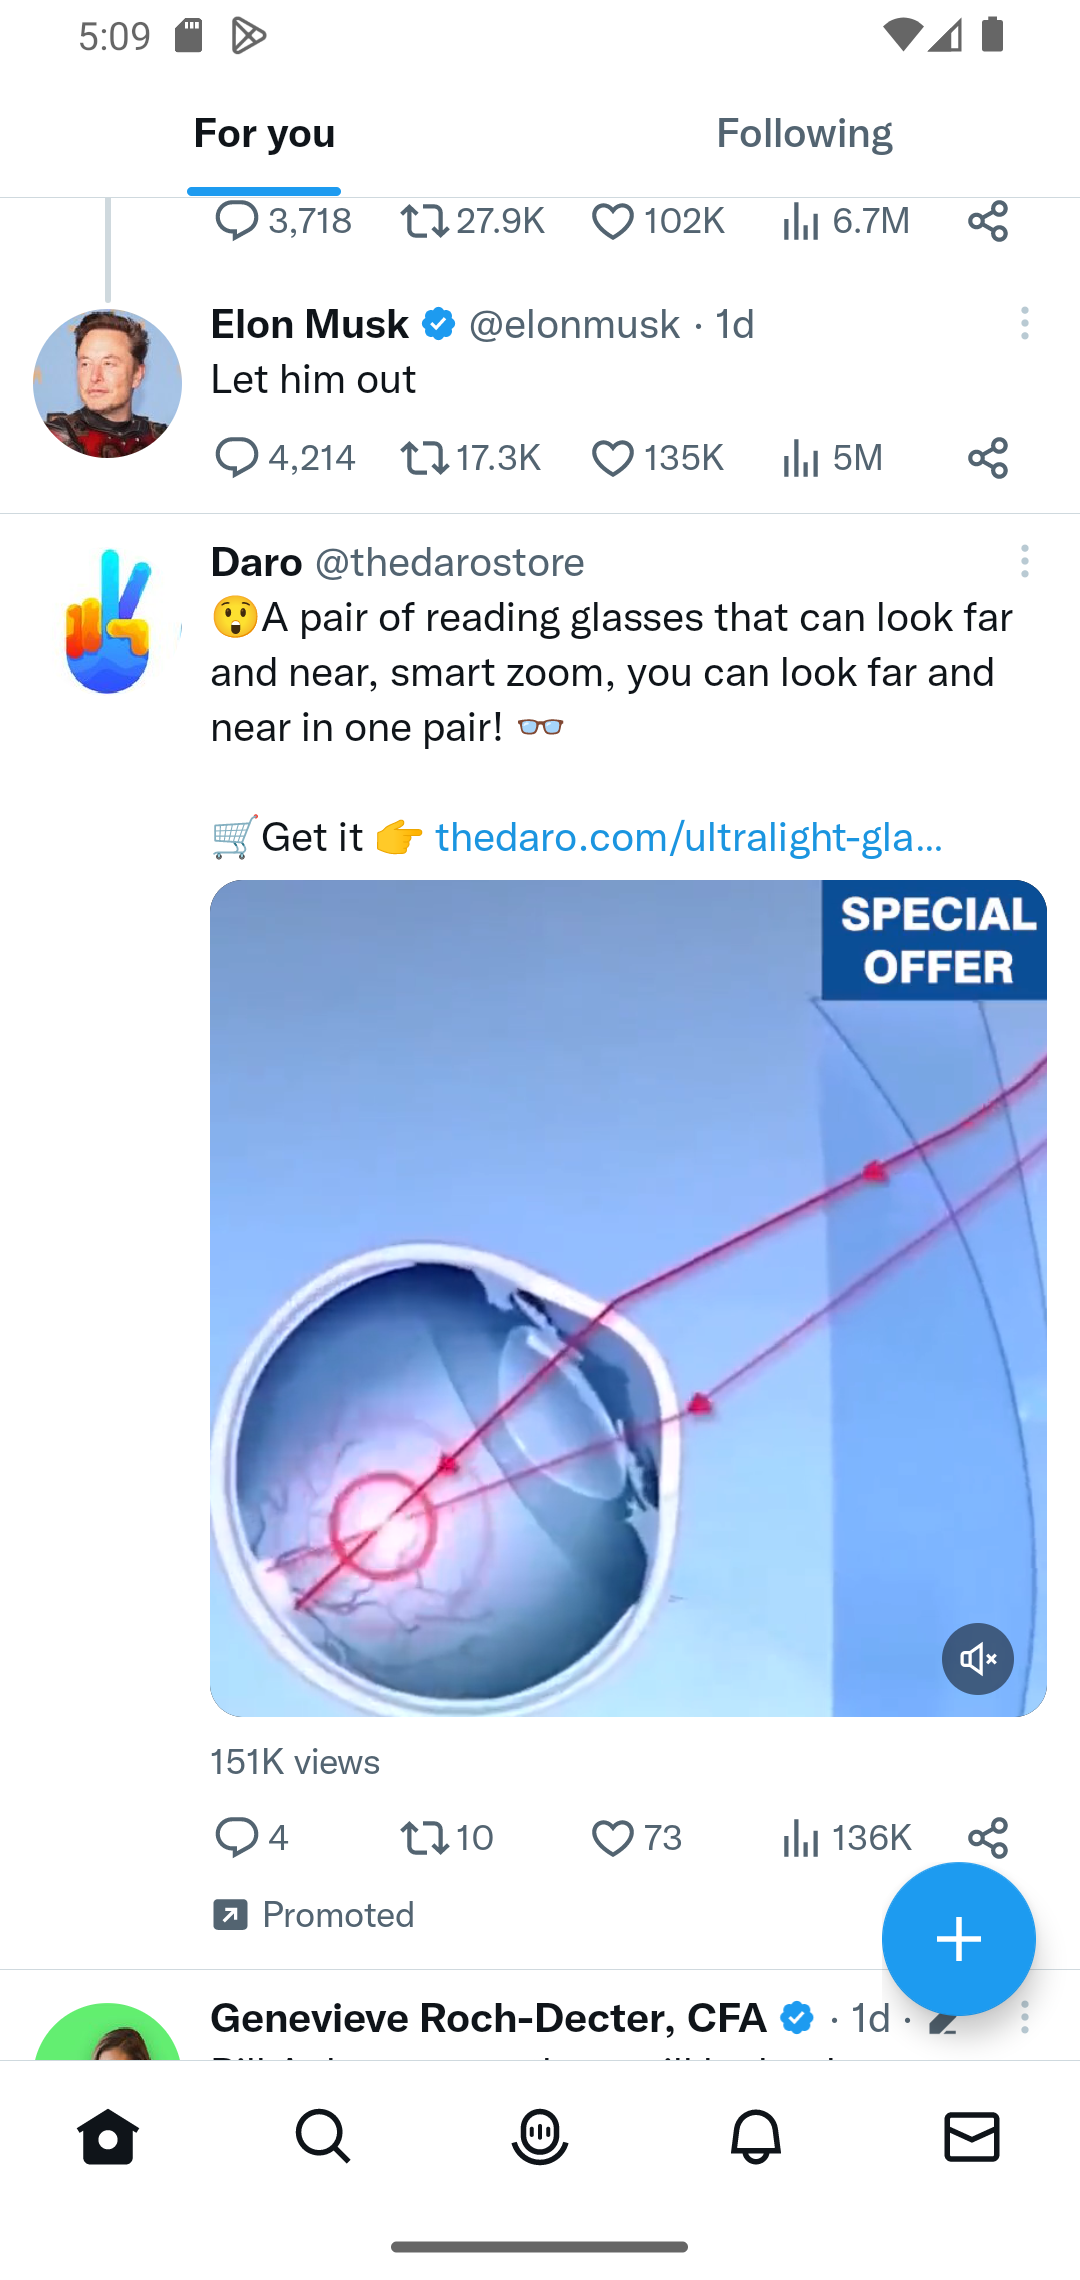 5:09
For you
Following
3,718 27.9K 102K 6.7M
Elon Musk @elonmusk · 1d
Let him out
4,214 17.3K 135K 5M
Daro @thedarostore
😲A pair of reading glasses that can look far
and near, smart zoom, you can look far and
near in one pair! 👓
🛒Get it 👉 thedaro.com/ultralight-gla...
SPECIAL
OFFER
151K views
4 10 73 136K
Promoted
Genevieve Roch-Decter, CFA · 1d ·